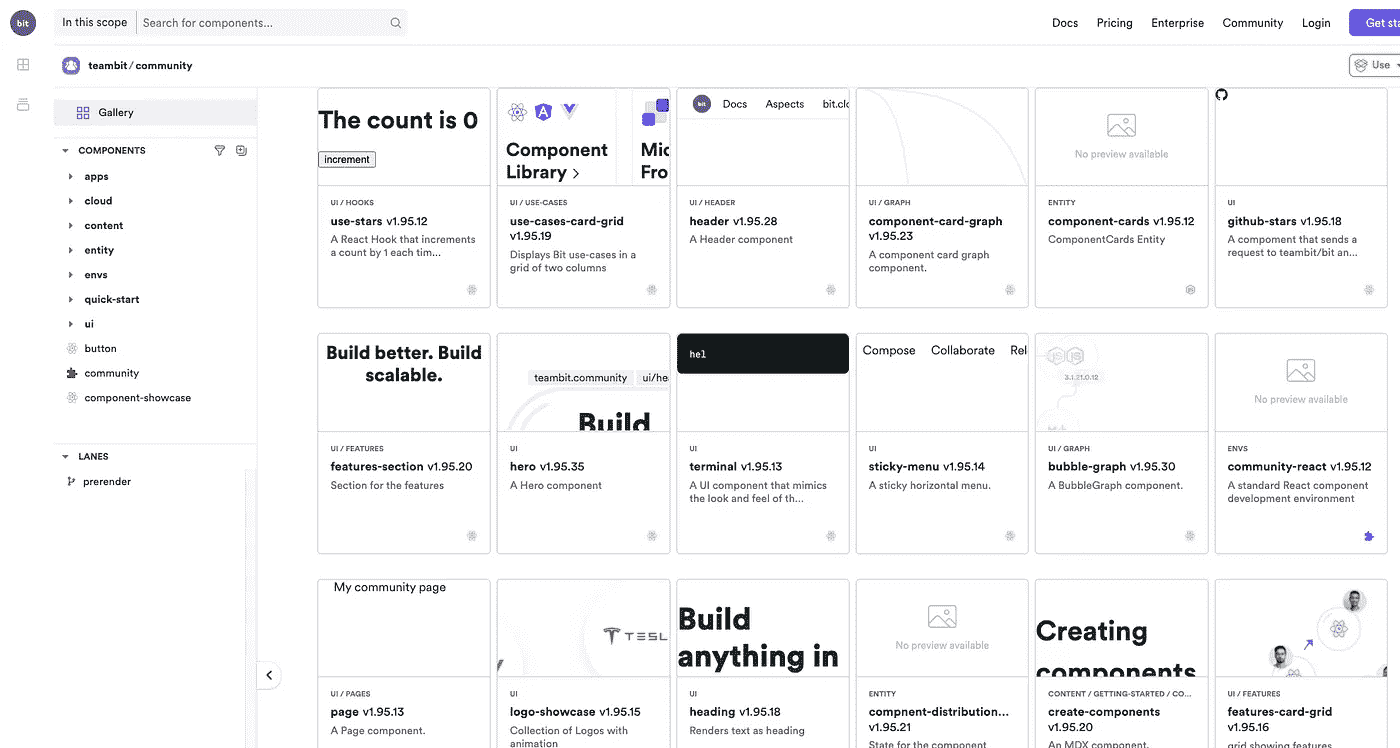 bit
In this scope
Search for components...
Docs
Pricing
Enterprise
Community
Login
Get sta
teambit / community
Use
Gallery
COMPONENTS
apps
cloud
content
entity
envs
quick-start
ui
button
community
component-showcase
LANES
prerender
The count is 0
increment
UI / HOOKS
use-stars v1.95.12
A React Hook that increments
a count by 1 each tim...
Component
Library >
Mic
Fro
UI / USE-CASES
use-cases-card-grid
v1.95.19
Displays Bit use-cases in a
grid of two columns
bit
Docs
Aspects
bit.clo
UI / HEADER
header v1.95.28
A Header component
UI / GRAPH
component-card-graph
v1.95.23
A component card graph
component.
No preview available
ENTITY
component-cards v1.95.12
ComponentCards Entity
UI
github-stars v1.95.18
A compoment that sends a
request to teambit/bit an...
Build better. Build
scalable.
UI / FEATURES
features-section v1.95.20
Section for the features
teambit.community
ui/hea
Build
UI
hero v1.95.35
A Hero component
hel
UI
terminal v1.95.13
A UI component that mimics
the look and feel of th...
Compose
Collaborate
Rel
UI
sticky-menu v1.95.14
A sticky horizontal menu.
3.1.21.0.12
UI / GRAPH
bubble-graph v1.95.30
A BubbleGraph component.
No preview available
ENVS
community-react v1.95.12
A standard React component
development environment
My community page
UI / PAGES
page v1.95.13
A Page component.
TESL
UI
logo-showcase v1.95.15
Collection of Logos with
animation
Build
anything in
UI
heading v1.95.18
Renders text as heading
No preview available
ENTITY
compnent-distribution...
v1.95.21
State for the component
Creating
components
CONTENT / GETTING-STARTED / CO...
create-components
v1.95.20
An MDX component.
UI / FEATURES
features-card-grid
v1.95.16
grid showing features